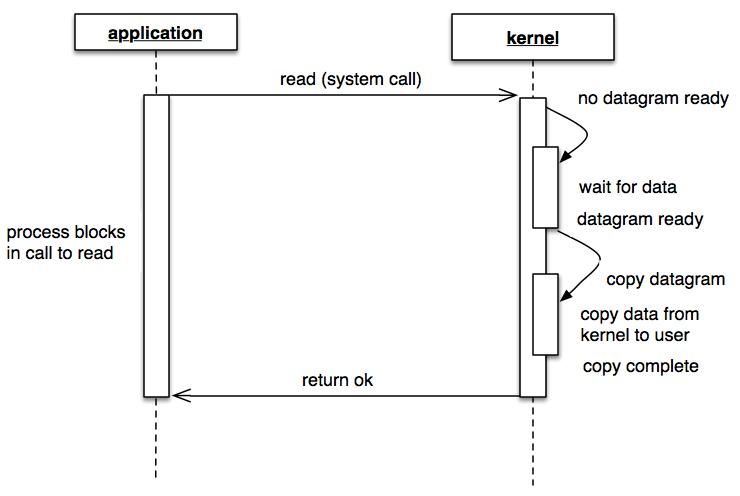 application
kernel
read (system call)
no datagram ready
wait for data
datagram ready
process blocks
in call to read
copy datagram
copy data from
kernel to user
copy complete
return ok